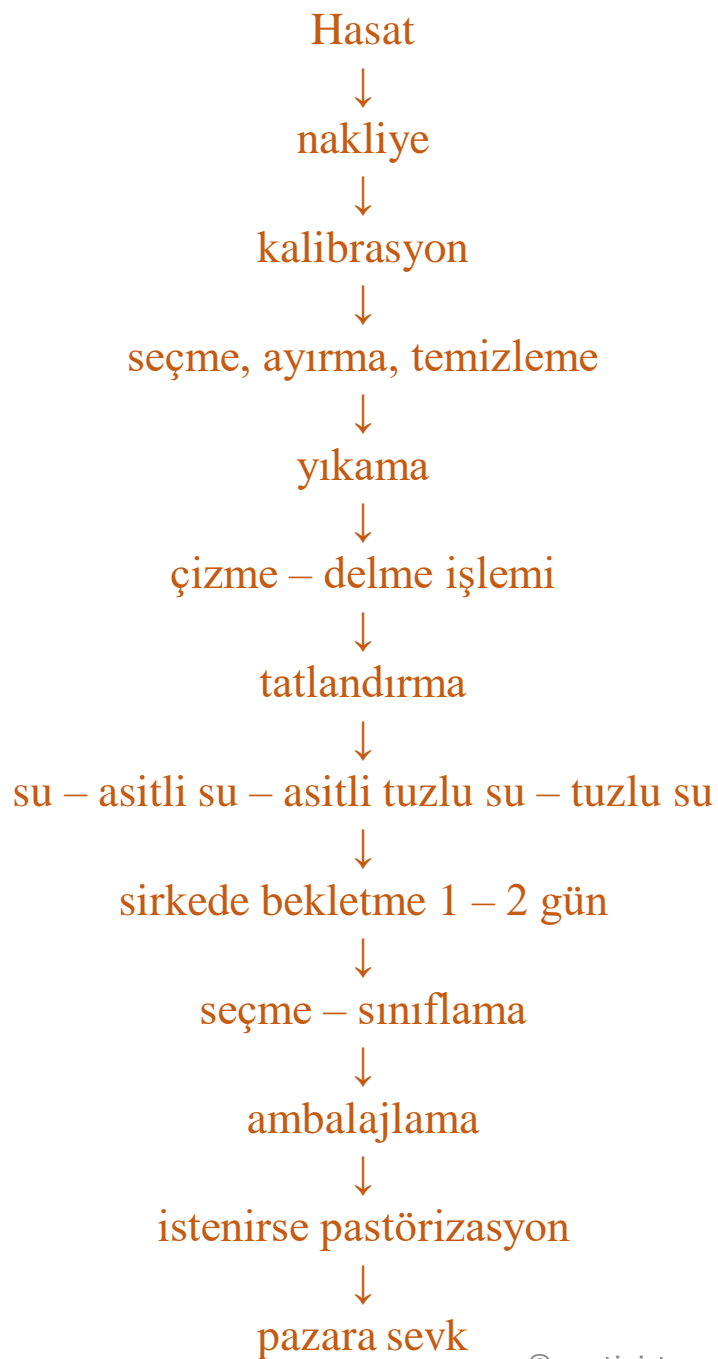 Hasat
↓
nakliye
↓
kalibrasyon
↓
seçme, ayırma, temizleme
↓
yıkama
↓
çizme – delme işlemi
↓
tatlandırma
↓
su – asitli su – asitli tuzlu su – tuzlu su
↓
sirkede bekletme 1 – 2 gün
↓
seçme – sınıflama
↓
ambalajlama
↓
istenirse pastörizasyon
↓
pazara sevk